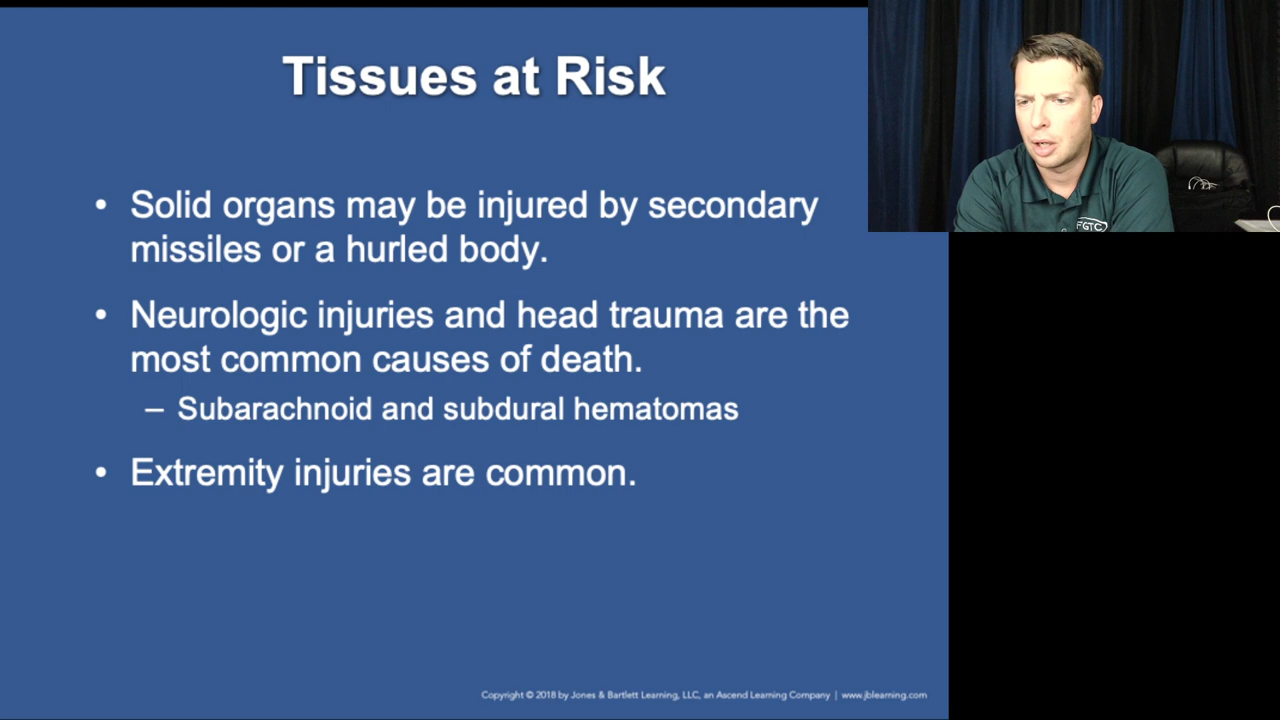 Tissues at Risk
• Solid organs may be injured by secondary
missiles or a hurled body.
• Neurologic injuries and head trauma are the
most common causes of death.
– Subarachnoid and subdural hematomas
• Extremity injuries are common.
Copyright © 2018 by Jones & Bartlett Learning, LLC, an Ascend Learning Company | www.jblearning.com
FGTC